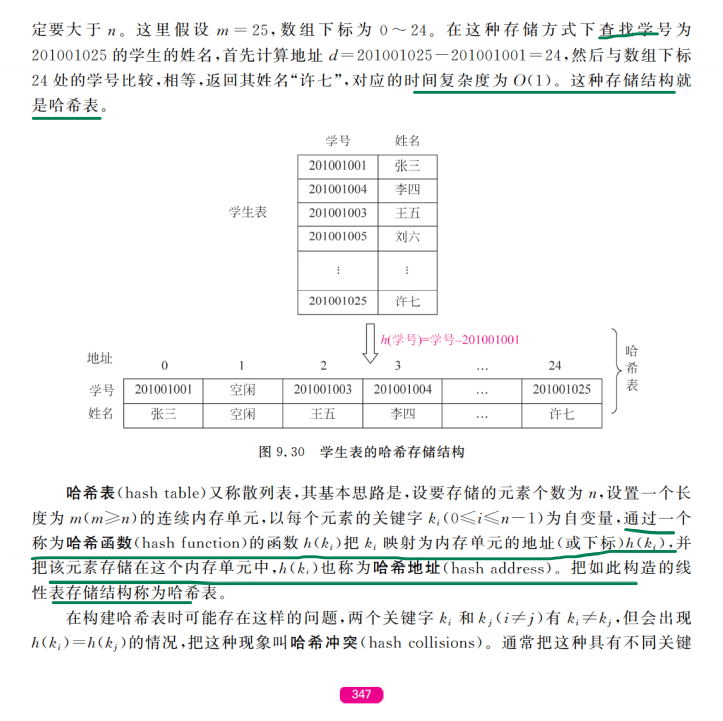 定要大于 n。这里假设 m=25,数组下标为 0～24。在这种存储方式下查找学号为
201001025 的学生的姓名,首先计算地址 d=201001025-201001001=24,然后与数组下标
24 处的学号比较,相等,返回其姓名“许七”,对应的时间复杂度为 O(1)。这种存储结构就
是哈希表。
学号 姓名
201001001 张三
201001004 李四
学生表 201001003 王五
201001005 刘六
⋮ ⋮
201001025 许七
h(学号)=学号-201001001
地址 0 1 2 3 … 24
学号 201001001 空闲 201001003 201001004 … 201001025
姓名 张三 空闲 王五 李四 … 许七
哈希表
图 9.30 学生表的哈希存储结构
哈希表(hash table)又称散列表,其基本思路是,设要存储的元素个数为 n,设置一个长
度为 m(m≥n)的连续内存单元,以每个元素的关键字 kᵢ(0≤i≤n-1)为自变量,通过一个
称为哈希函数(hash function)的函数 h(kᵢ)把 kᵢ 映射为内存单元的地址(或下标)h(kᵢ),并
把该元素存储在这个内存单元中,h(kᵢ)也称为哈希地址(hash address)。把如此构造的线
性表存储结构称为哈希表。
在构建哈希表时可能存在这样的问题,两个关键字 kᵢ 和 kⱼ(i≠j)有 kᵢ≠kⱼ,但会出现
h(kᵢ)=h(kⱼ)的情况,把这种现象叫哈希冲突(hash collisions)。通常把这种具有不同关键
347